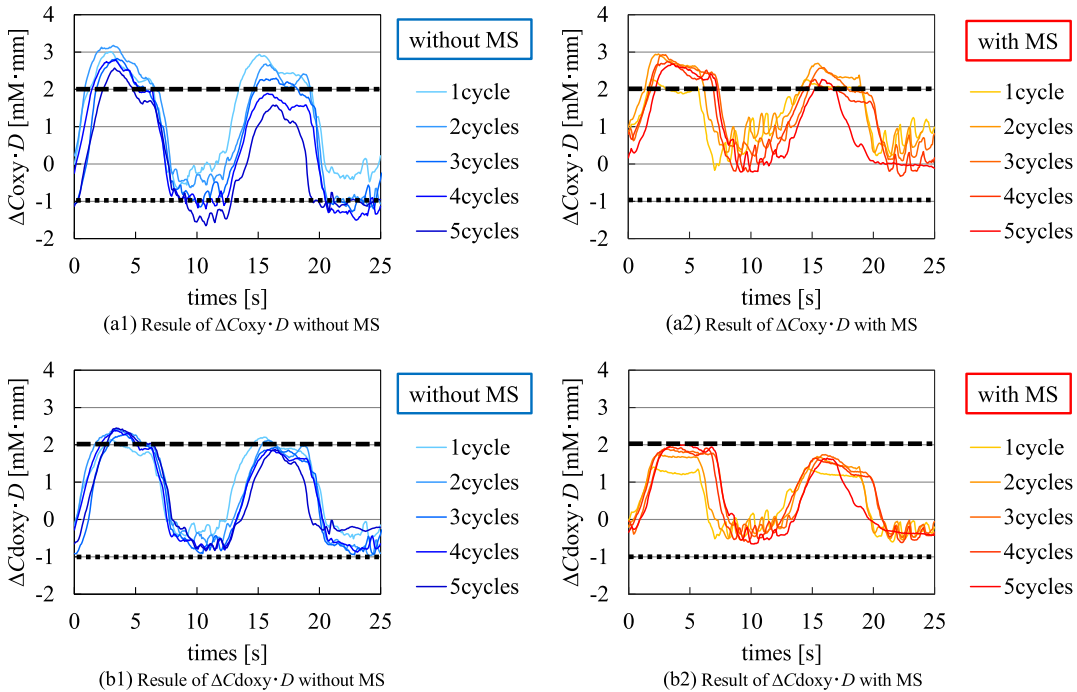 4
3
2
1
0
-1
-2
ΔCoxy・D [mM・mm]
0
5
10
15
20
25
times [s]
without MS
1cycle
2cycles
3cycles
4cycles
5cycles
(a1) Resule of ΔCoxy・D without MS
4
3
2
1
0
-1
-2
ΔCoxy・D [mM・mm]
0
5
10
15
20
25
times [s]
with MS
1cycle
2cycles
3cycles
4cycles
5cycles
(a2) Result of ΔCoxy・D with MS
4
3
2
1
0
-1
-2
ΔCdoxy・D [mM・mm]
0
5
10
15
20
25
times [s]
without MS
1cycle
2cycles
3cycles
4cycles
5cycles
(b1) Resule of ΔCdoxy・D without MS
4
3
2
1
0
-1
-2
ΔCdoxy・D [mM・mm]
0
5
10
15
20
25
times [s]
with MS
1cycle
2cycles
3cycles
4cycles
5cycles
(b2) Result of ΔCdoxy・D with MS